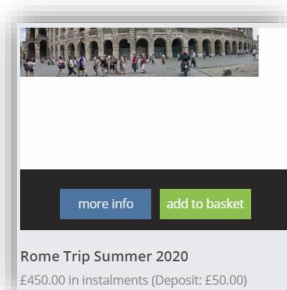 more info
add to basket
Rome Trip Summer 2020
£450.00 in instalments (Deposit: £50.00)